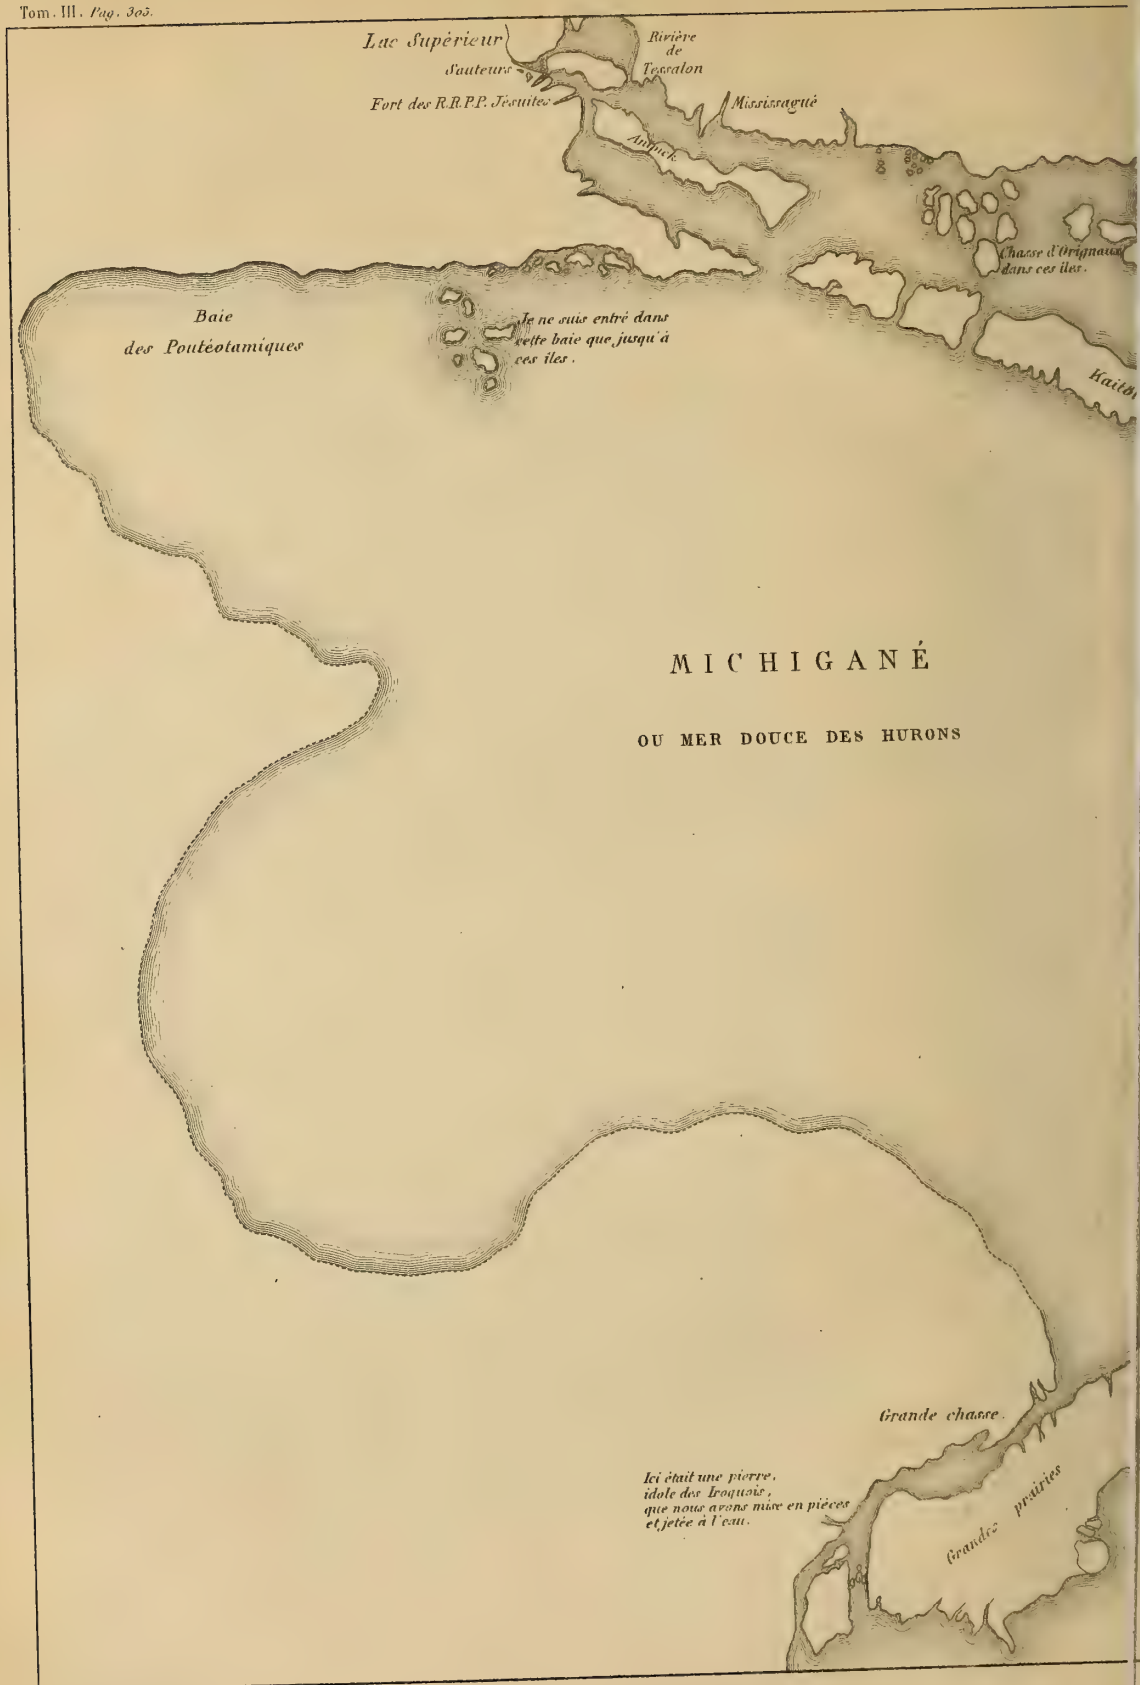 Tom. III. Pag. 305.
Lac Supérieur
Sauteurs
Fort des R.R.P.P. Jésuites
Rivière
de
Tessalon
Mississagué
Chasse d'Orignaux
dans ces îles.
Baie
des Poutéotamiques
Je ne suis entré dans
cette baie que jusqu'à
ces îles.
MICHIGANÉ
OU MER DOUCE DES HURONS
Grande chasse.
Ici était une pierre,
idole des Iroquois,
que nous avons mise en pièces
et jetée à l'eau.
Grandes prairies